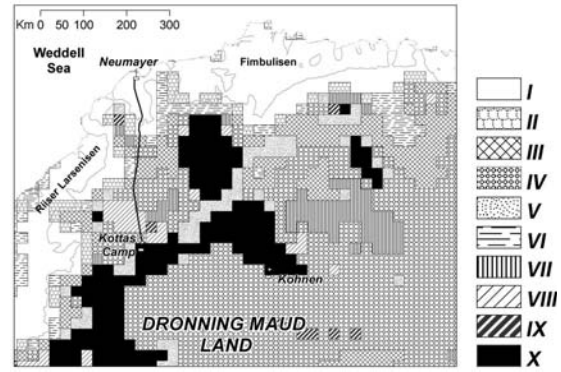 Km 0 50 100 200 300
Weddell
Sea
Neumayer
Fimbulisen
Riiser Larsenisen
Kottas
Camp
Kohnen
DRONNING MAUD
LAND
I
II
III
IV
V
VI
VII
VIII
IX
X